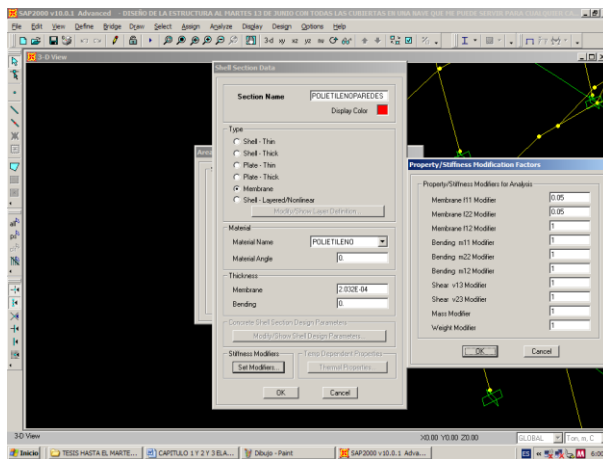 SAP2000 v10.0.1 Advanced - DISEÑO DE LA ESTRUCTURA AL MARTES 13 DE JUNIO CON TODAS LAS CUBIERTAS EN UNA NAVE QUE
File Edit View Define Bridge Draw Select Assign Analyze Display Design Options Help
3-d xy xz yz nv
3-D View
Shell Section Data
Section Name POLIETILENOPAREDES
Display Color
Type
Shell - Thin
Shell - Thick
Plate - Thin
Plate - Thick
Membrane
Shell - Layered/Nonlinear
Modify/Show Layer Definition
Material
Material Name POLIETILENO
Material Angle 0.
Thickness
Membrane 2.032E-04
Bending 0.
Concrete Shell Section Design Parameters
Modify/Show Shell Design Parameters...
Stiffness Modifiers
Set Modifiers...
Temp Dependent Properties
Thermal Properties...
OK Cancel
Property/Stiffness Modification Factors
Property/Stiffness Modifiers for Analysis
Membrane f11 Modifier 0.05
Membrane f22 Modifier 0.05
Membrane f12 Modifier 1
Bending m11 Modifier 1
Bending m22 Modifier 1
Bending m12 Modifier 1
Shear v13 Modifier 1
Shear v23 Modifier 1
Mass Modifier 1
Weight Modifier 1
OK Cancel
3-D View X0.00 Y0.00 Z0.00 GLOBAL Ton, m, C
Inicio TESIS HASTA EL MARTE... CAPITULO 1 Y 2 Y 3 ELA... Dibujo - Paint SAP2000 v10.0.1 Adva... ES 6:00